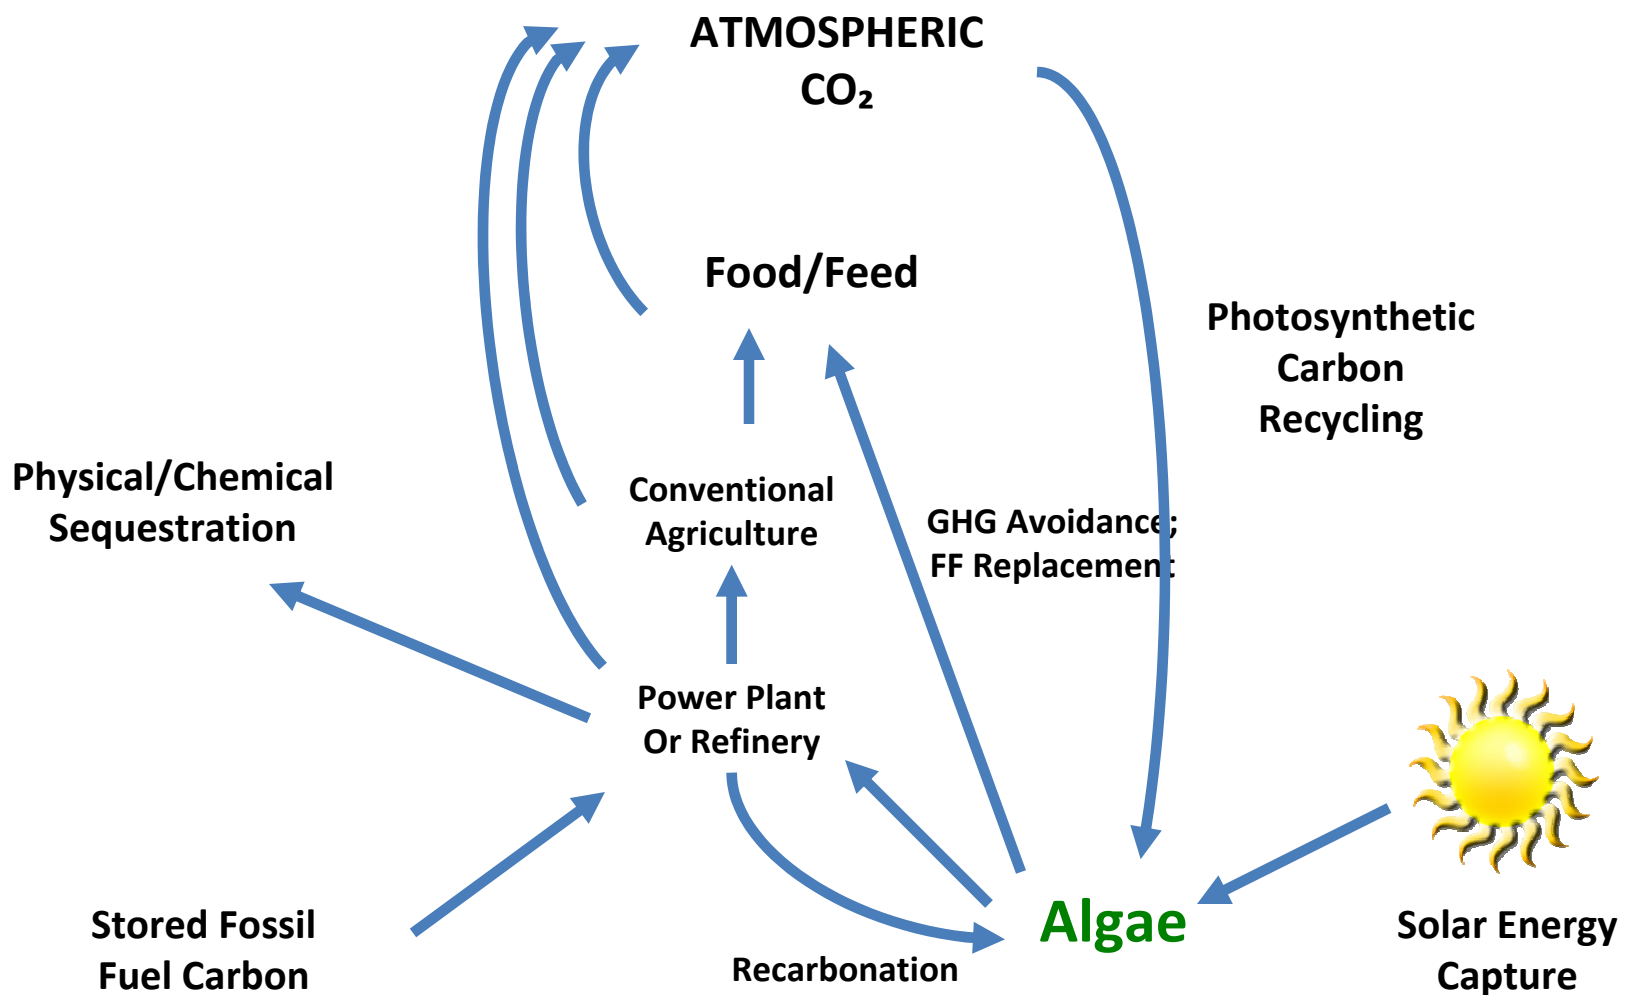 ATMOSPHERIC
CO₂
Food/Feed
Photosynthetic
Carbon
Recycling
Physical/Chemical
Sequestration
Conventional
Agriculture
GHG Avoidance;
FF Replacement
Power Plant
Or Refinery
Stored Fossil
Fuel Carbon
Recarbonation
Algae
Solar Energy
Capture